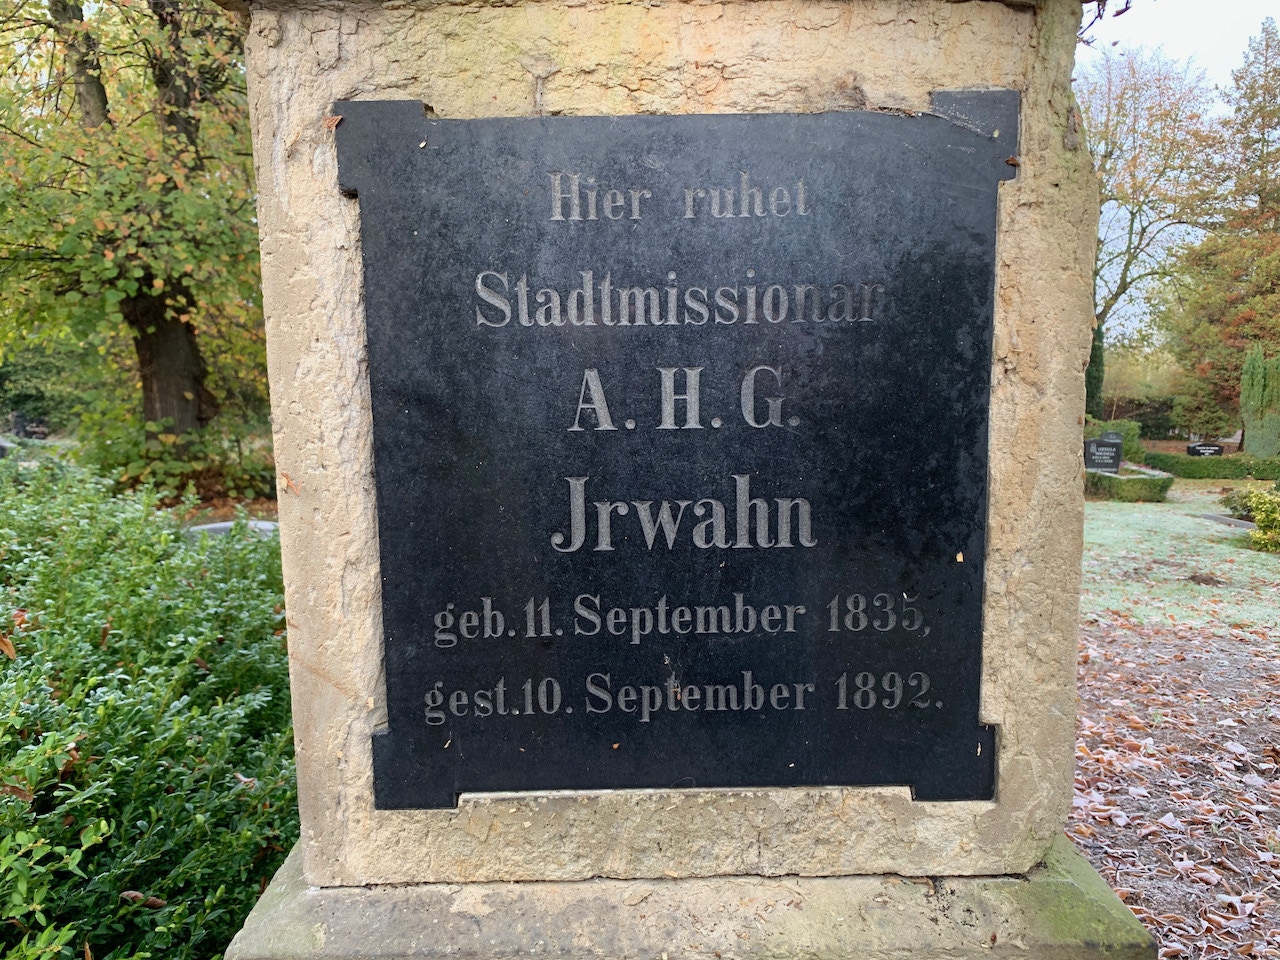 Hier ruhet
Stadtmissionar
A. H. G.
Jrwahn
geb. 11. September 1835,
gest. 10. September 1892.